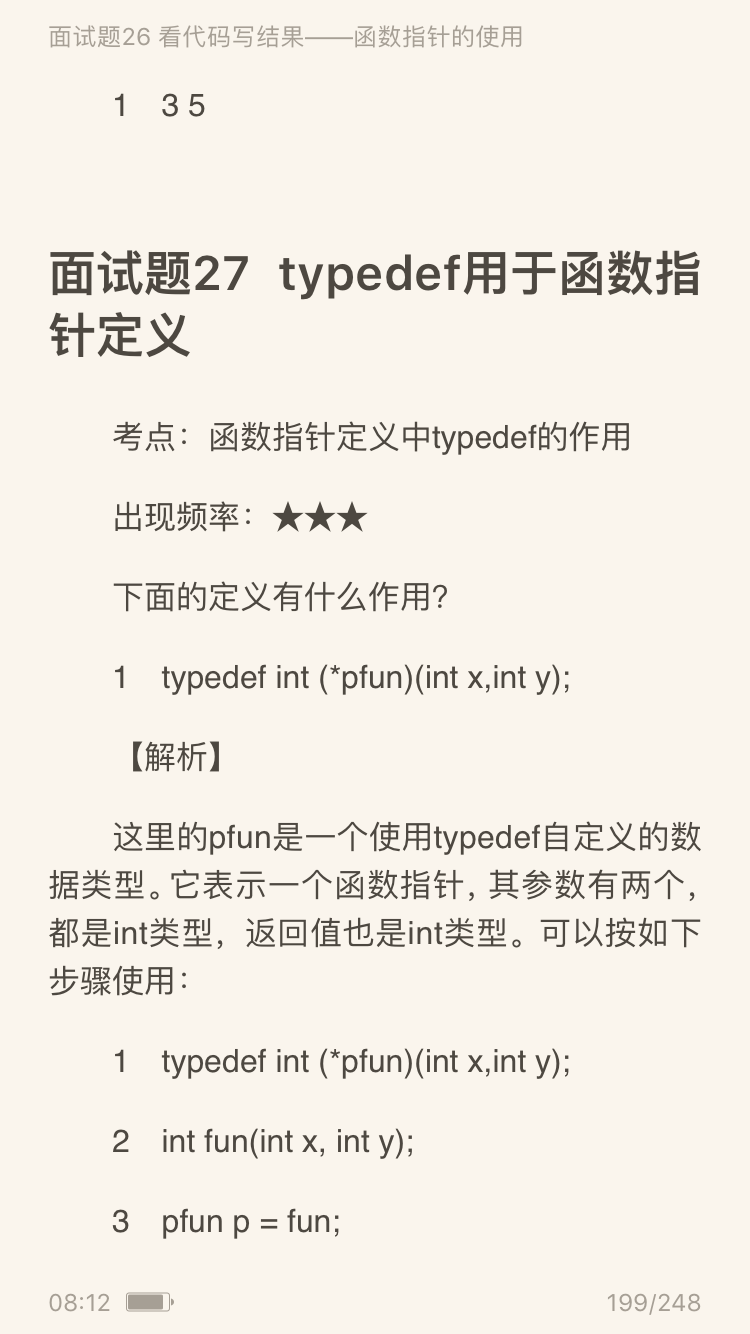 面试题26 看代码写结果——函数指针的使用
1 3 5
面试题27 typedef用于函数指
针定义
考点：函数指针定义中typedef的作用
出现频率：★★★
下面的定义有什么作用？
1 typedef int (*pfun)(int x,int y);
【解析】
这里的pfun是一个使用typedef自定义的数
据类型。它表示一个函数指针，其参数有两个，
都是int类型，返回值也是int类型。可以按如下
步骤使用：
1 typedef int (*pfun)(int x,int y);
2 int fun(int x, int y);
3 pfun p = fun;
08:12 199/248